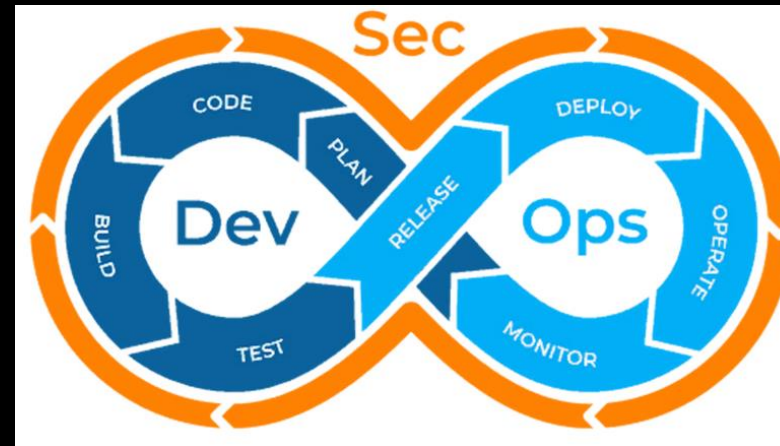 Sec
CODE
DEPLOY
PLAN
RELEASE
Dev
Ops
BUILD
OPERATE
TEST
MONITOR